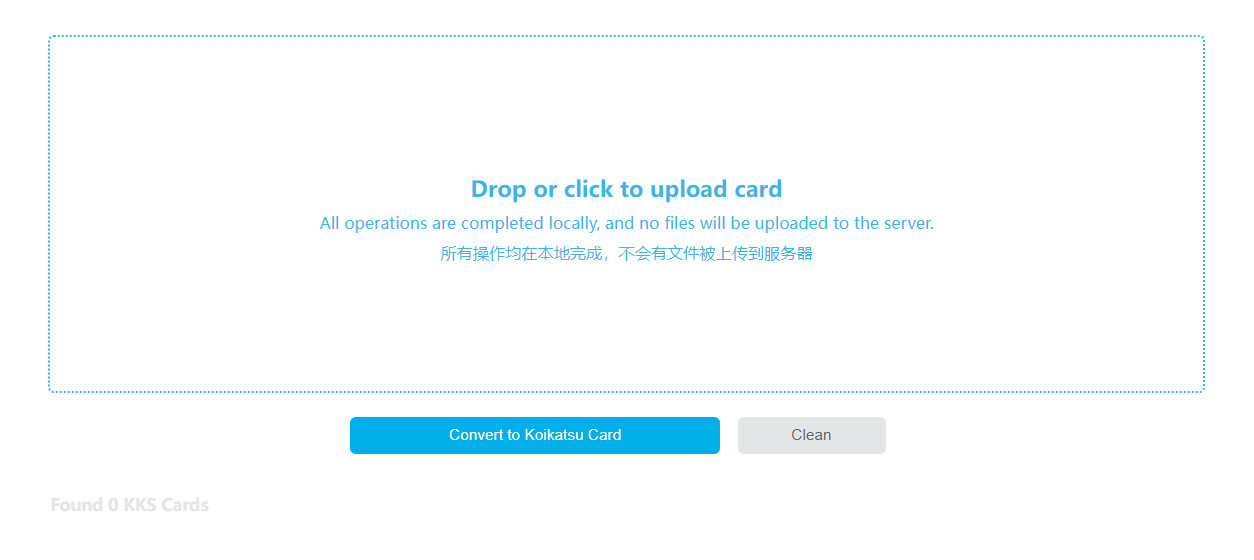 Drop or click to upload card
All operations are completed locally, and no files will be uploaded to the server.
所有操作均在本地完成，不会有文件被上传到服务器
Convert to Koikatsu Card
Clean
Found 0 KKS Cards